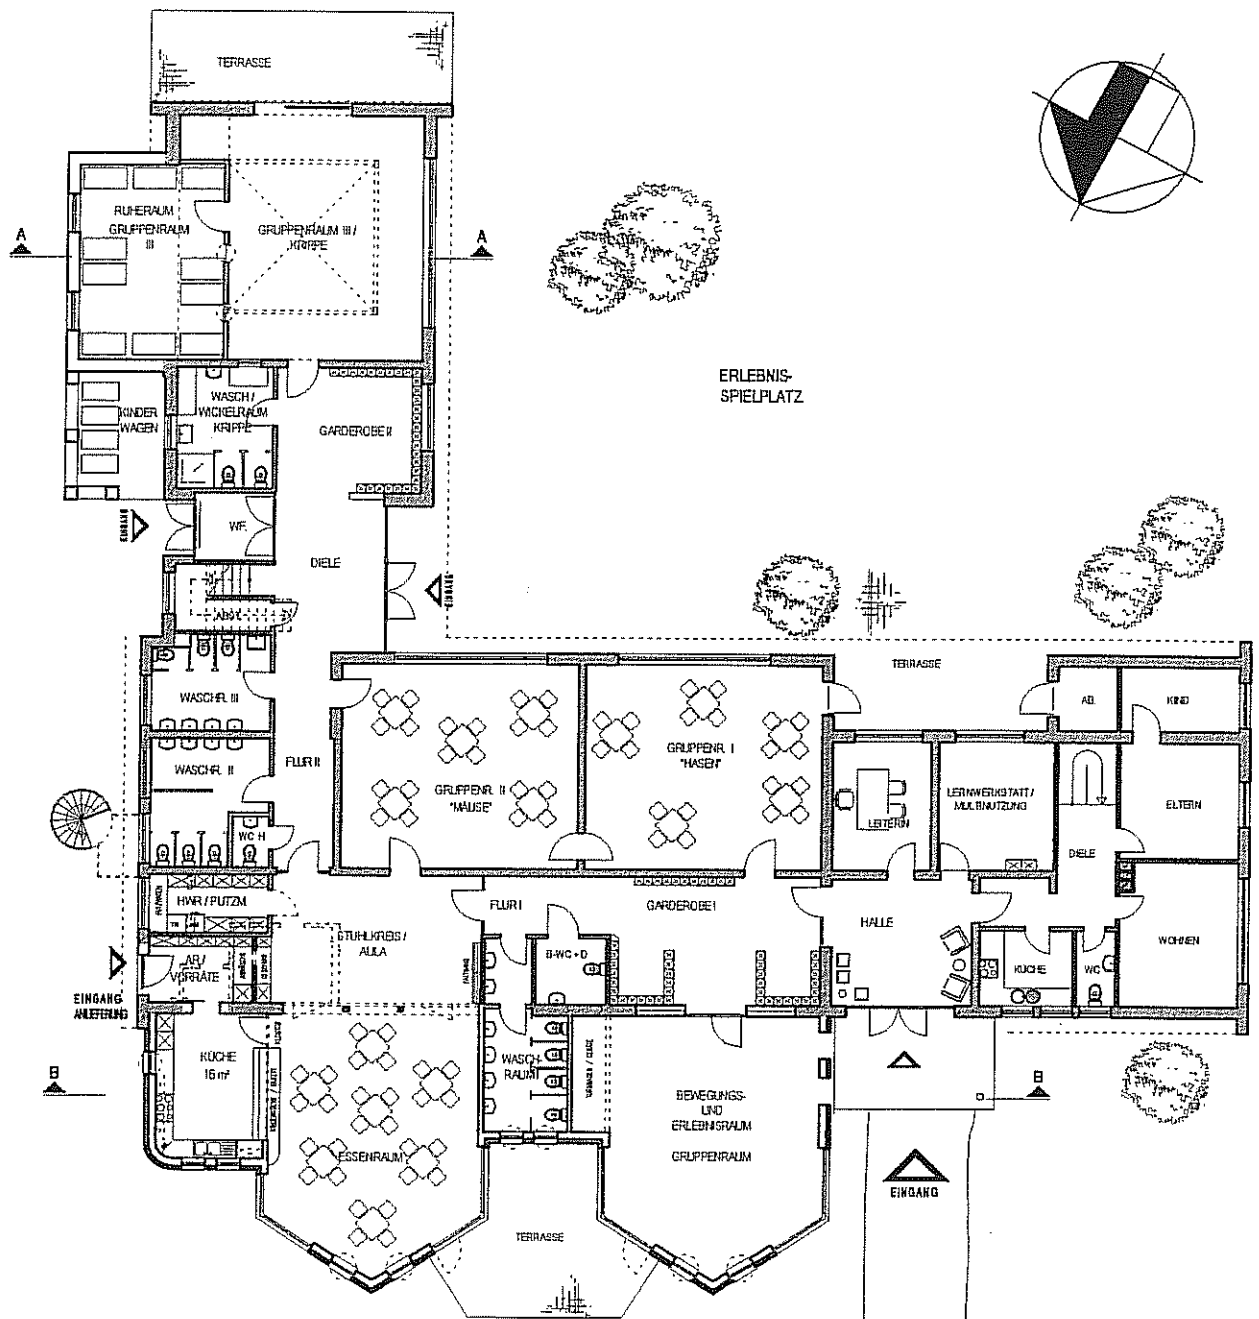 TERRASSE
RUHERAUM
GRUPPENRAUM
III
GRUPPENRAUM III /
KRIPPE
A
A
ERLEBNIS-
SPIELPLATZ
KINDER
WAGEN
WASCH /
WICKELRAUM
KRIPPE
GARDEROBE II
WF.
DIELE
ABST.
TERRASSE
WASCHR. III
WASCHR. II
FLUR II
WC H
GRUPPENR. II
"MÄUSE"
GRUPPENR. I
"HASEN"
LEITERIN
LERNWERKSTATT /
MULTINUTZUNG
AB.
KIND
ELTERN
DIELE
HWR / PUTZM.
STUHLKREIS /
AULA
FLUR I
GARDEROBE I
HALLE
WOHNEN
AB /
VORRÄTE
B-WC + D
KÜCHE
WC
EINGANG
ANLIEFERUNG
KÜCHE
16 m²
WASCH-
RAUM I
B
B
BEWEGUNGS-
UND
ERLEBNISRAUM
GRUPPENRAUM
ESSENRAUM
EINGANG
TERRASSE